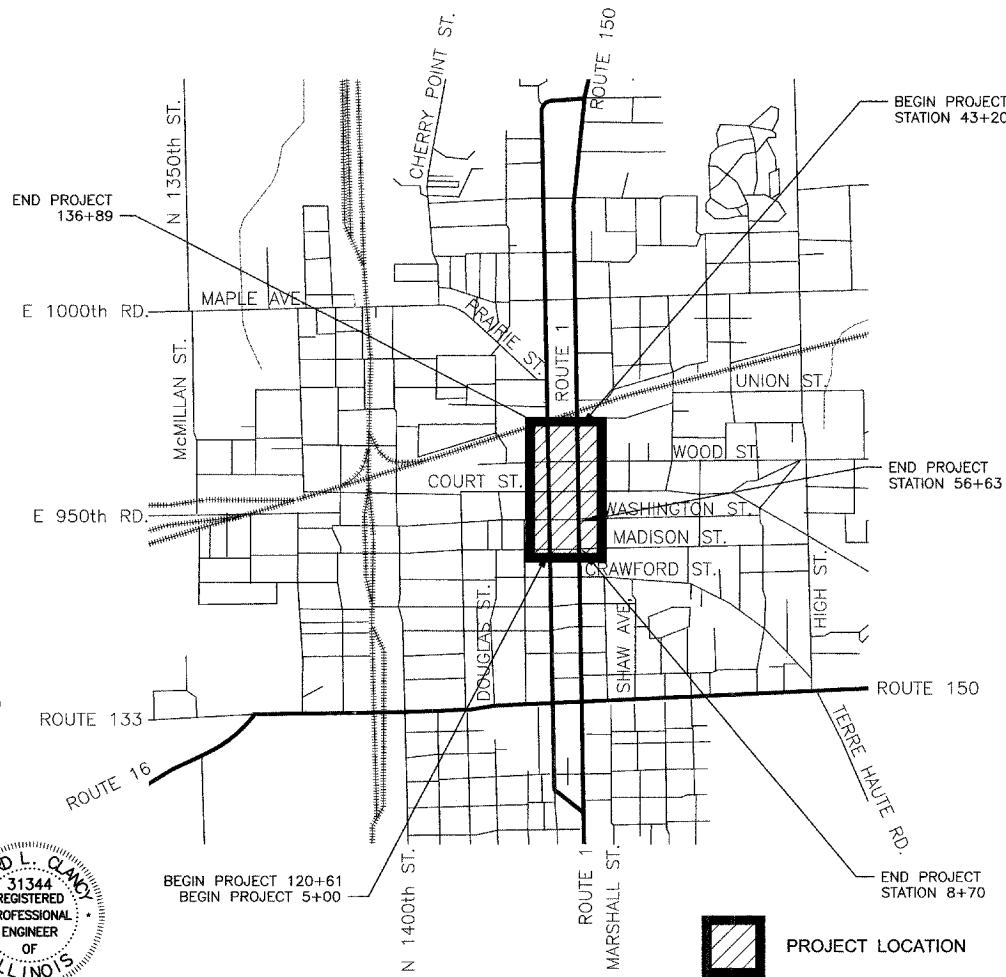 CHERRY POINT ST.
ROUTE 150
N 1350th ST.
BEGIN PROJECT
STATION 43+20
END PROJECT
136+89
E 1000th RD.
MAPLE AVE.
PRAIRIE ST.
ROUTE 1
UNION ST.
McMILLAN ST.
WOOD ST.
COURT ST.
END PROJECT
STATION 56+63
E 950th RD.
WASHINGTON ST.
MADISON ST.
CRAWFORD ST.
HIGH ST.
DOUGLAS ST.
SHAW AVE.
ROUTE 133
ROUTE 150
ROUTE 16
TERRE HAUTE RD.
L. CLANCY
31344
REGISTERED
PROFESSIONAL
ENGINEER
OF
ILLINOIS
BEGIN PROJECT 120+61
BEGIN PROJECT 5+00
N 1400th ST.
ROUTE 1
MARSHALL ST.
END PROJECT
STATION 8+70
PROJECT LOCATION